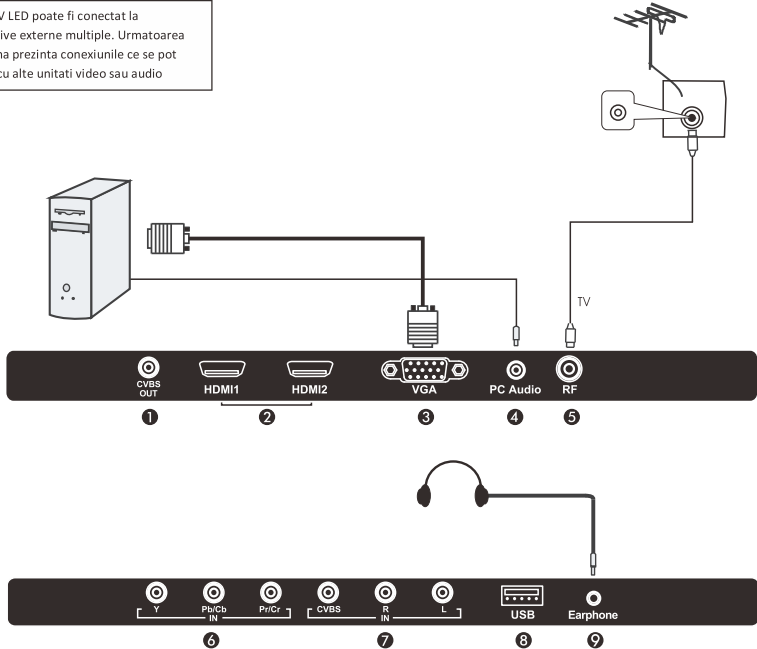 V LED poate fi conectat la
ive externe multiple. Urmatoarea
na prezinta conexiunile ce se pot
cu alte unitati video sau audio
TV
CVBS
OUT
HDMI1
HDMI2
VGA
PC Audio
RF
1
2
3
4
5
Y
Pb/Cb
Pr/Cr
IN
CVBS
R
L
IN
USB
Earphone
6
7
8
9